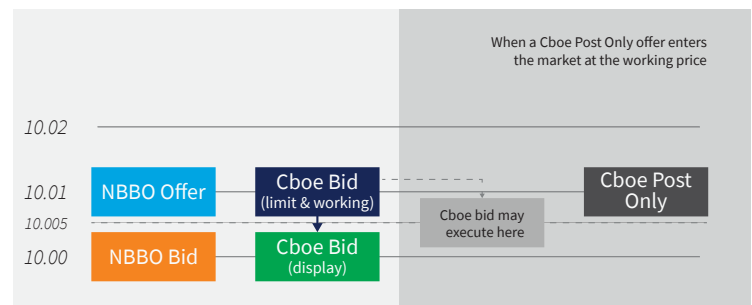 When a Cboe Post Only offer enters
the market at the working price
10.02
10.01
NBBO Offer
Cboe Bid
(limit & working)
Cboe Post
Only
10.005
Cboe bid may
execute here
10.00
NBBO Bid
Cboe Bid
(display)